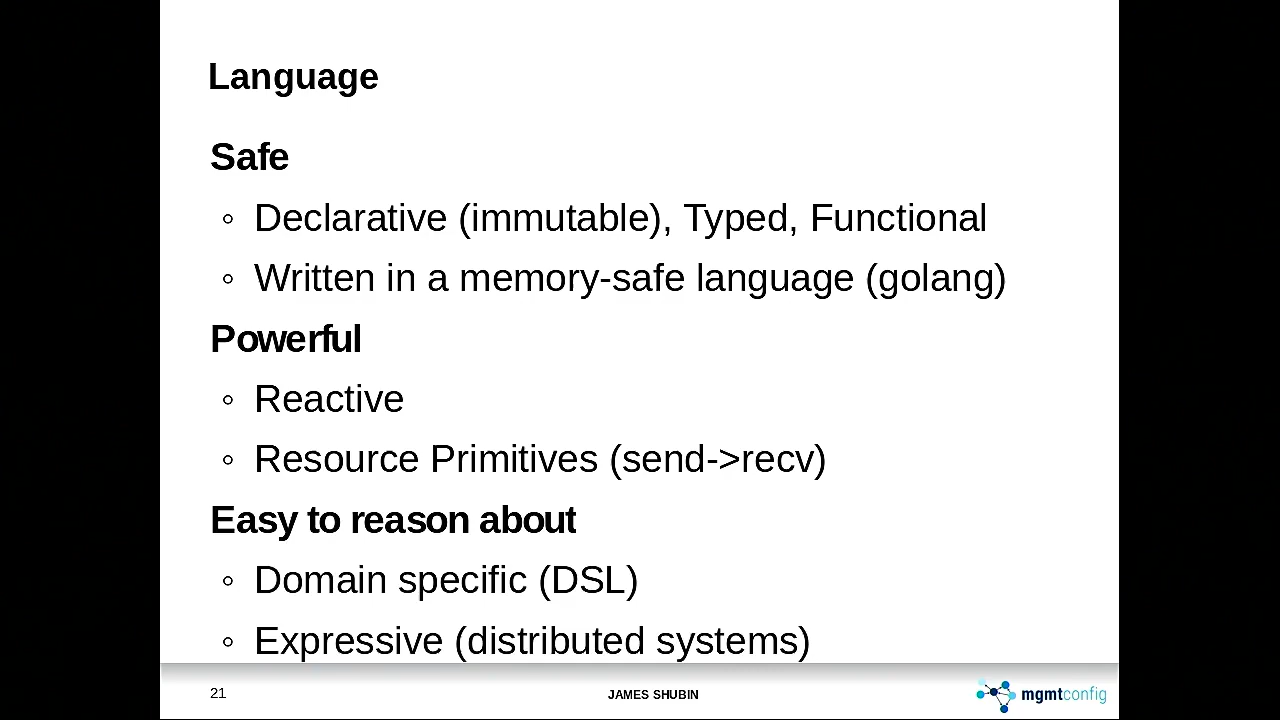 Language
Safe
◦ Declarative (immutable), Typed, Functional
◦ Written in a memory-safe language (golang)
Powerful
◦ Reactive
◦ Resource Primitives (send->recv)
Easy to reason about
◦ Domain specific (DSL)
◦ Expressive (distributed systems)
21
JAMES SHUBIN
mgmtconfig